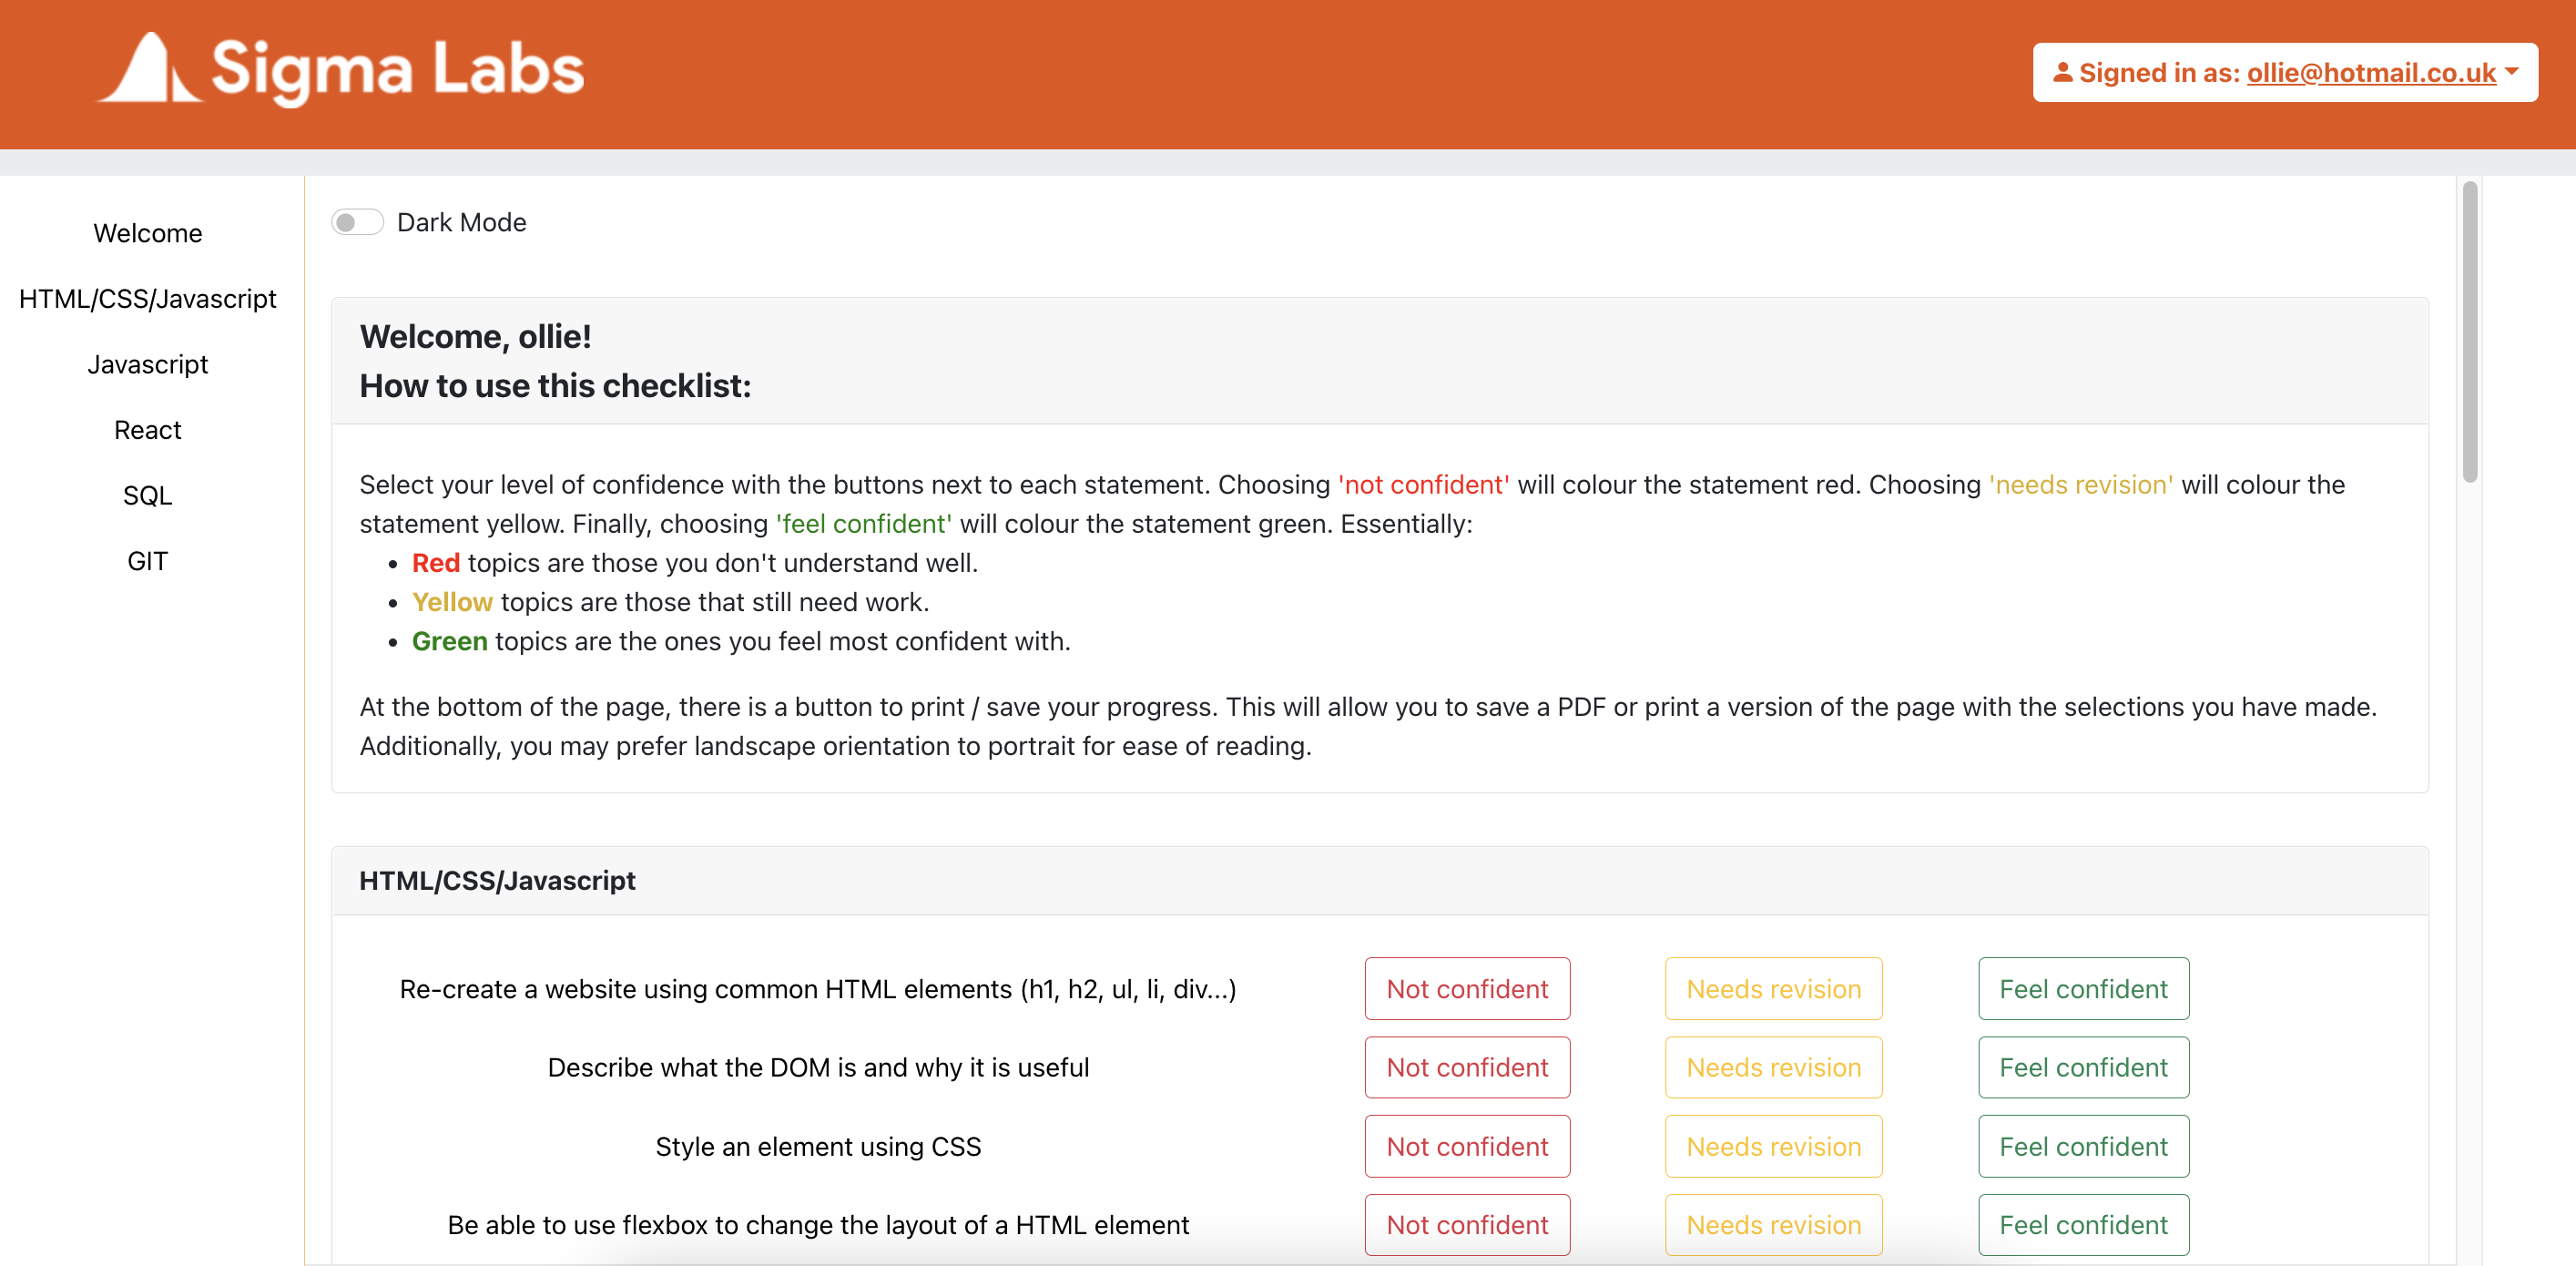 Sigma Labs
Signed in as: ollie@hotmail.co.uk
Welcome
HTML/CSS/Javascript
Javascript
React
SQL
GIT
Dark Mode
Welcome, ollie!
How to use this checklist:
Select your level of confidence with the buttons next to each statement. Choosing 'not confident' will colour the statement red. Choosing 'needs revision' will colour the
statement yellow. Finally, choosing 'feel confident' will colour the statement green. Essentially:
• Red topics are those you don't understand well.
• Yellow topics are those that still need work.
• Green topics are the ones you feel most confident with.
At the bottom of the page, there is a button to print / save your progress. This will allow you to save a PDF or print a version of the page with the selections you have made.
Additionally, you may prefer landscape orientation to portrait for ease of reading.
HTML/CSS/Javascript
Re-create a website using common HTML elements (h1, h2, ul, li, div...) Not confident Needs revision Feel confident
Describe what the DOM is and why it is useful Not confident Needs revision Feel confident
Style an element using CSS Not confident Needs revision Feel confident
Be able to use flexbox to change the layout of a HTML element Not confident Needs revision Feel confident